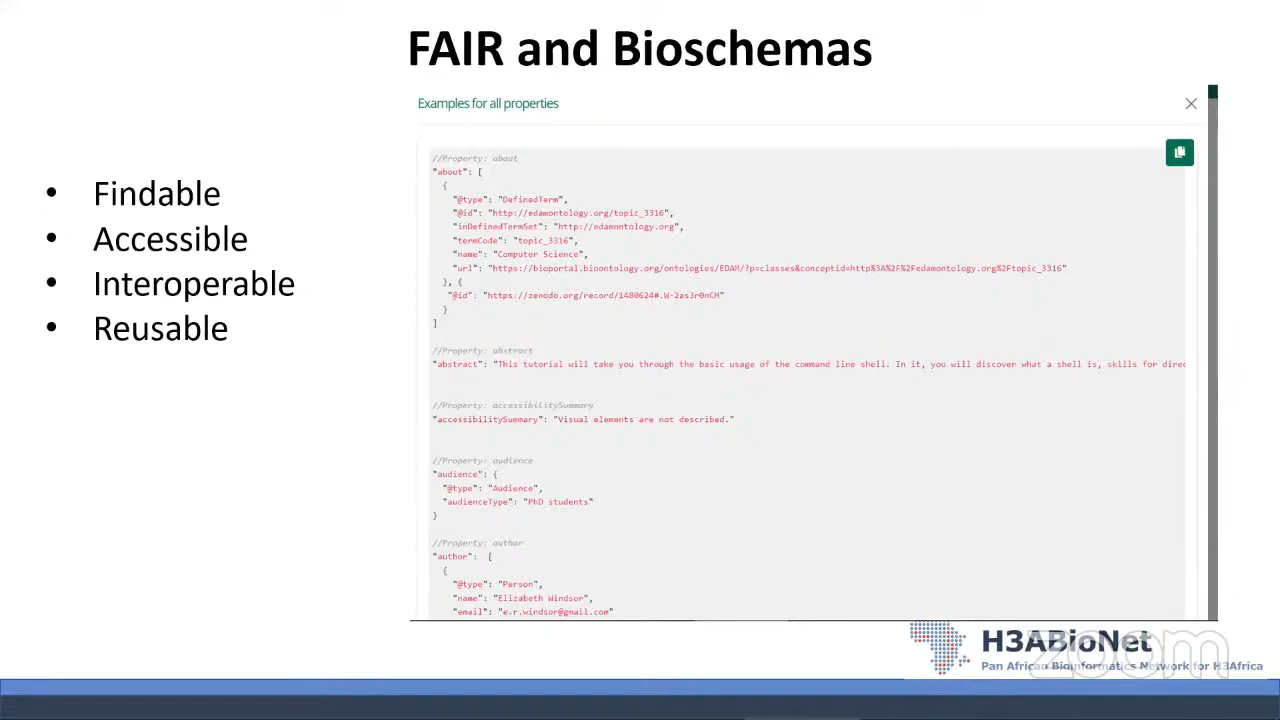 FAIR and Bioschemas
• Findable
• Accessible
• Interoperable
• Reusable
Examples for all properties
//Property: about
"about": [
{
"@type": "DefinedTerm",
"@id": "http://edamontology.org/topic_3316",
"inDefinedTermSet": "http://edamontology.org",
"termCode": "topic_3316",
"name": "Computer Science",
"url": "https://bioportal.bioontology.org/ontologies/EDAM/?p=classes&conceptid=http%3A%2F%2Fedamontology.org%2Ftopic_3316"
}, {
"@id": "https://zenodo.org/record/1480624#.W-2as3r0nCM"
}
]
//Property: abstract
"abstract": "This tutorial will take you through the basic usage of the command line shell. In it, you will discover what a shell is, skills for direc
//Property: accessibilitySummary
"accessibilitySummary": "Visual elements are not described."
//Property: audience
"audience": {
"@type": "Audience",
"audienceType": "PhD students"
}
//Property: author
"author": [
{
"@type": "Person",
"name": "Elizabeth Windsor",
"email": "e.r.windsor@gmail.com"
H3ABioNet
Pan African Bioinformatics Network for H3Africa
zoom